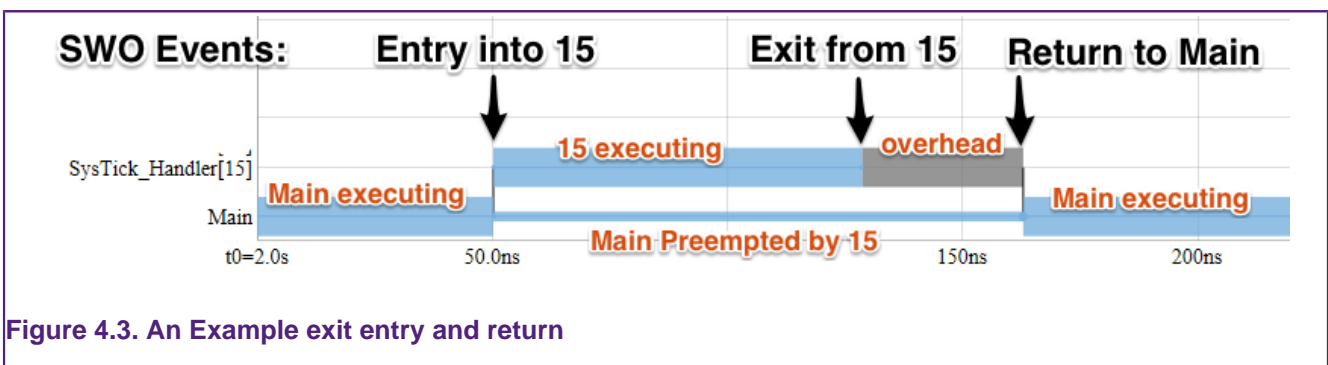 SWO Events: Entry into 15 Exit from 15 Return to Main
15 executing overhead
SysTick_Handler[15]
Main executing Main executing
Main
Main Preempted by 15
t0=2.0s 50.0ns 150ns 200ns
Figure 4.3. An Example exit entry and return